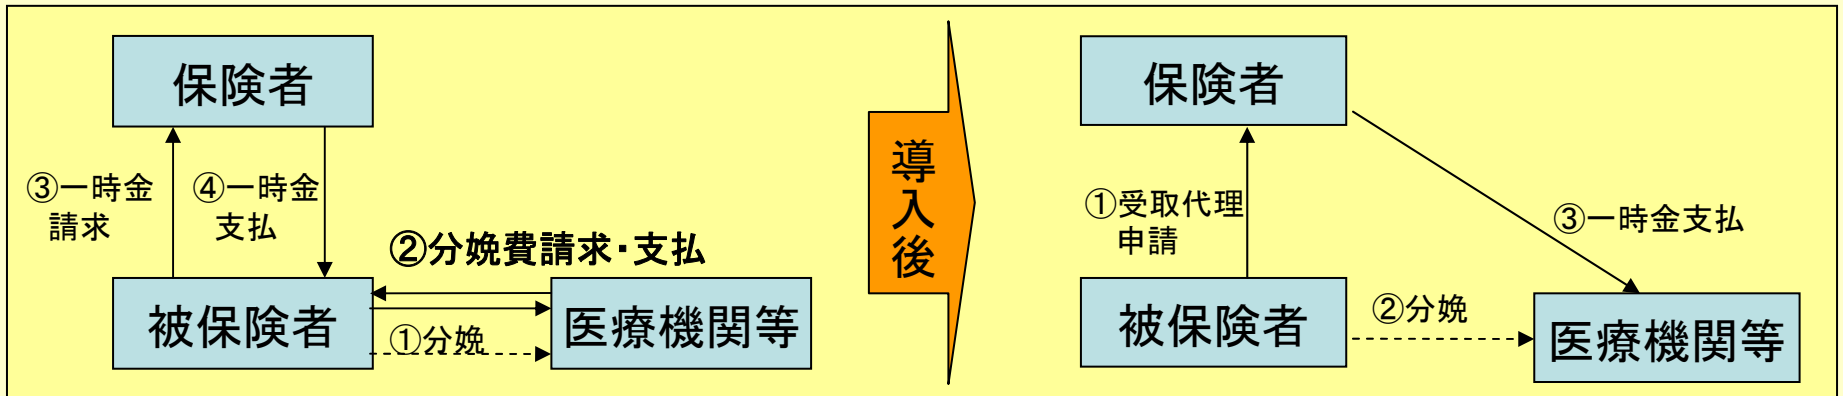 保険者
③一時金
請求
④一時金
支払
②分娩費請求・支払
被保険者
①分娩
医療機関等
導入後
保険者
①受取代理
申請
③一時金支払
被保険者
②分娩
医療機関等